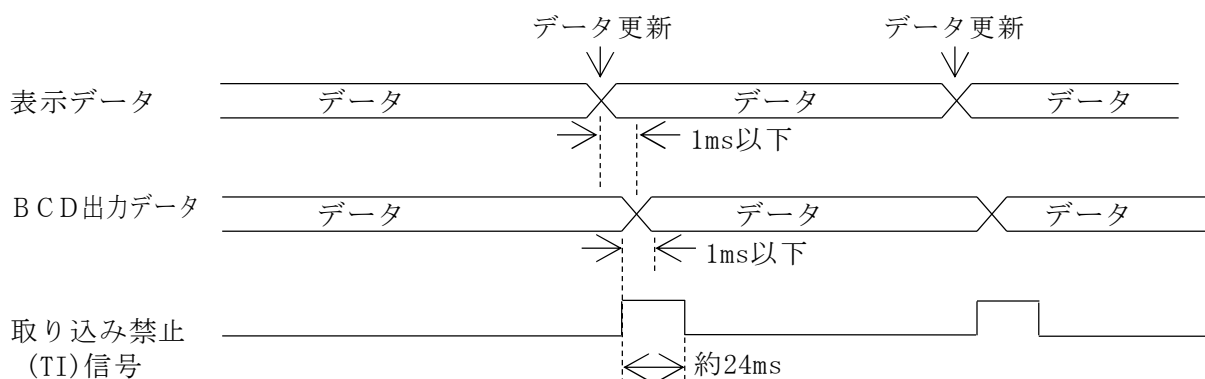 データ更新 データ更新
表示データ データ データ データ
1ms以下
ＢＣＤ出力データ データ データ データ
1ms以下
取り込み禁止
(TI)信号
約24ms